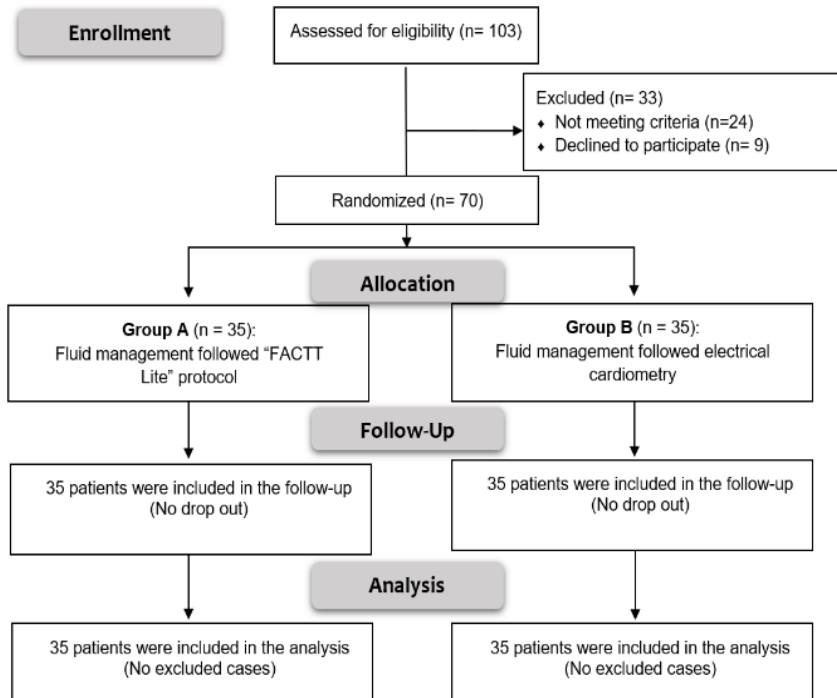 Enrollment
Assessed for eligibility (n= 103)
Excluded (n= 33)
♦ Not meeting criteria (n=24)
♦ Declined to participate (n= 9)
Randomized (n= 70)
Allocation
Group A (n = 35):
Fluid management followed “FACTT
Lite” protocol
Group B (n = 35):
Fluid management followed electrical
cardiometry
Follow-Up
35 patients were included in the follow-up
(No drop out)
35 patients were included in the follow-up
(No drop out)
Analysis
35 patients were included in the analysis
(No excluded cases)
35 patients were included in the analysis
(No excluded cases)